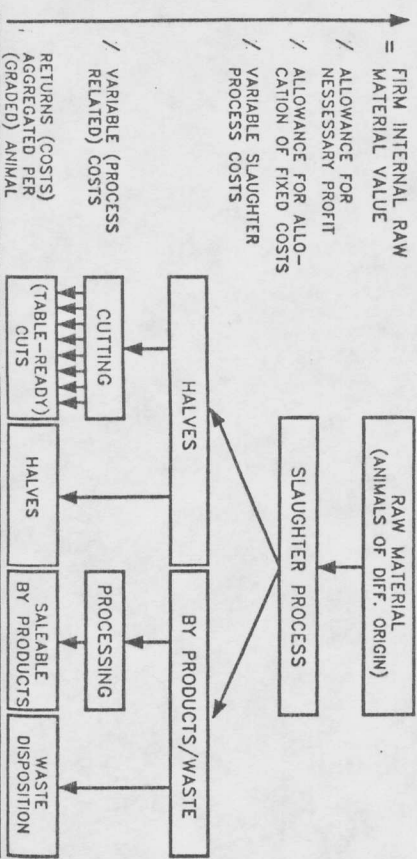 = FIRM INTERNAL RAW
MATERIAL VALUE
./. ALLOWANCE FOR
NESSESSARY PROFIT
./. ALLOWANCE FOR ALLO-
CATION OF FIXED COSTS
./. VARIABLE SLAUGHTER
PROCESS COSTS
./. VARIABLE (PROCESS
RELATED) COSTS
RETURNS (COSTS)
AGGREGATED PER
(GRADED) ANIMAL
RAW MATERIAL
(ANIMALS OF DIFF. ORIGIN)
SLAUGHTER PROCESS
HALVES
BY PRODUCTS/WASTE
CUTTING
PROCESSING
(TABLE-READY)
CUTS
HALVES
SALEABLE
BY PRODUCTS
WASTE
DISPOSITION